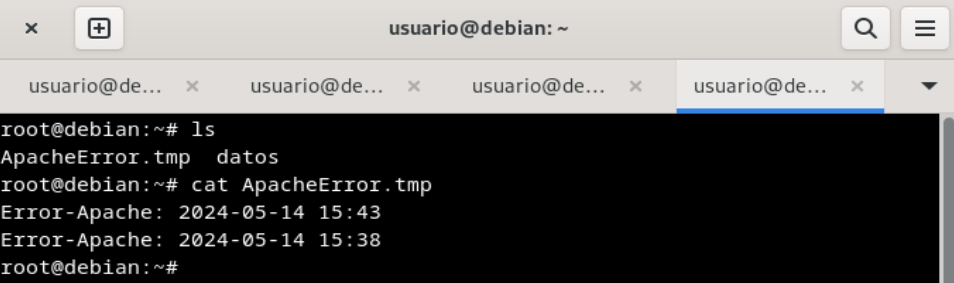 usuario@debian: ~
usuario@de... usuario@de... usuario@de... usuario@de...
root@debian:~# ls
ApacheError.tmp  datos
root@debian:~# cat ApacheError.tmp
Error-Apache: 2024-05-14 15:43
Error-Apache: 2024-05-14 15:38
root@debian:~#